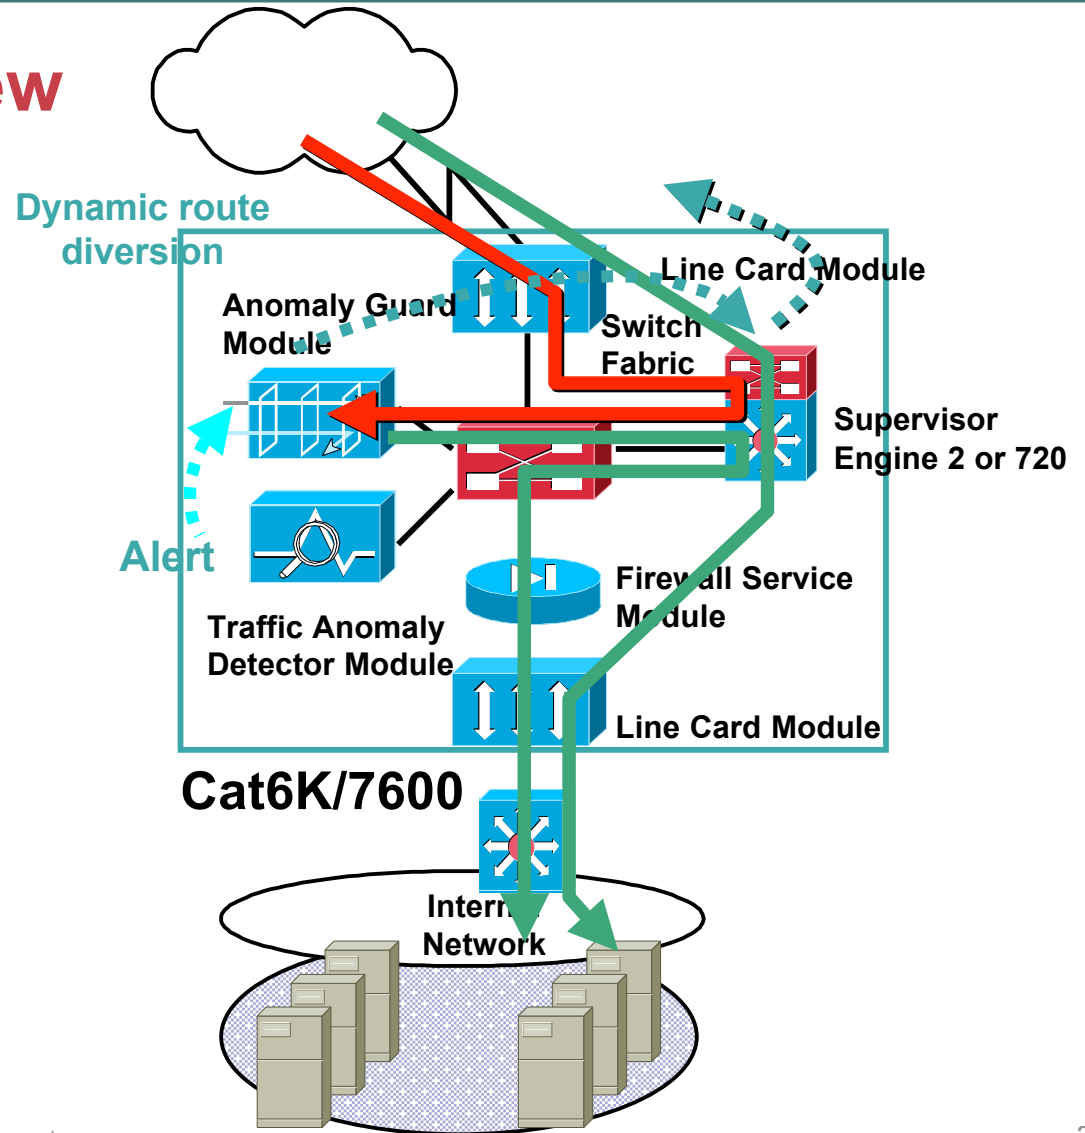 ew
Dynamic route
diversion
Line Card Module
Anomaly Guard
Module
Switch
Fabric
Supervisor
Engine 2 or 720
Alert
Firewall Service
Module
Traffic Anomaly
Detector Module
Line Card Module
Cat6K/7600
Network